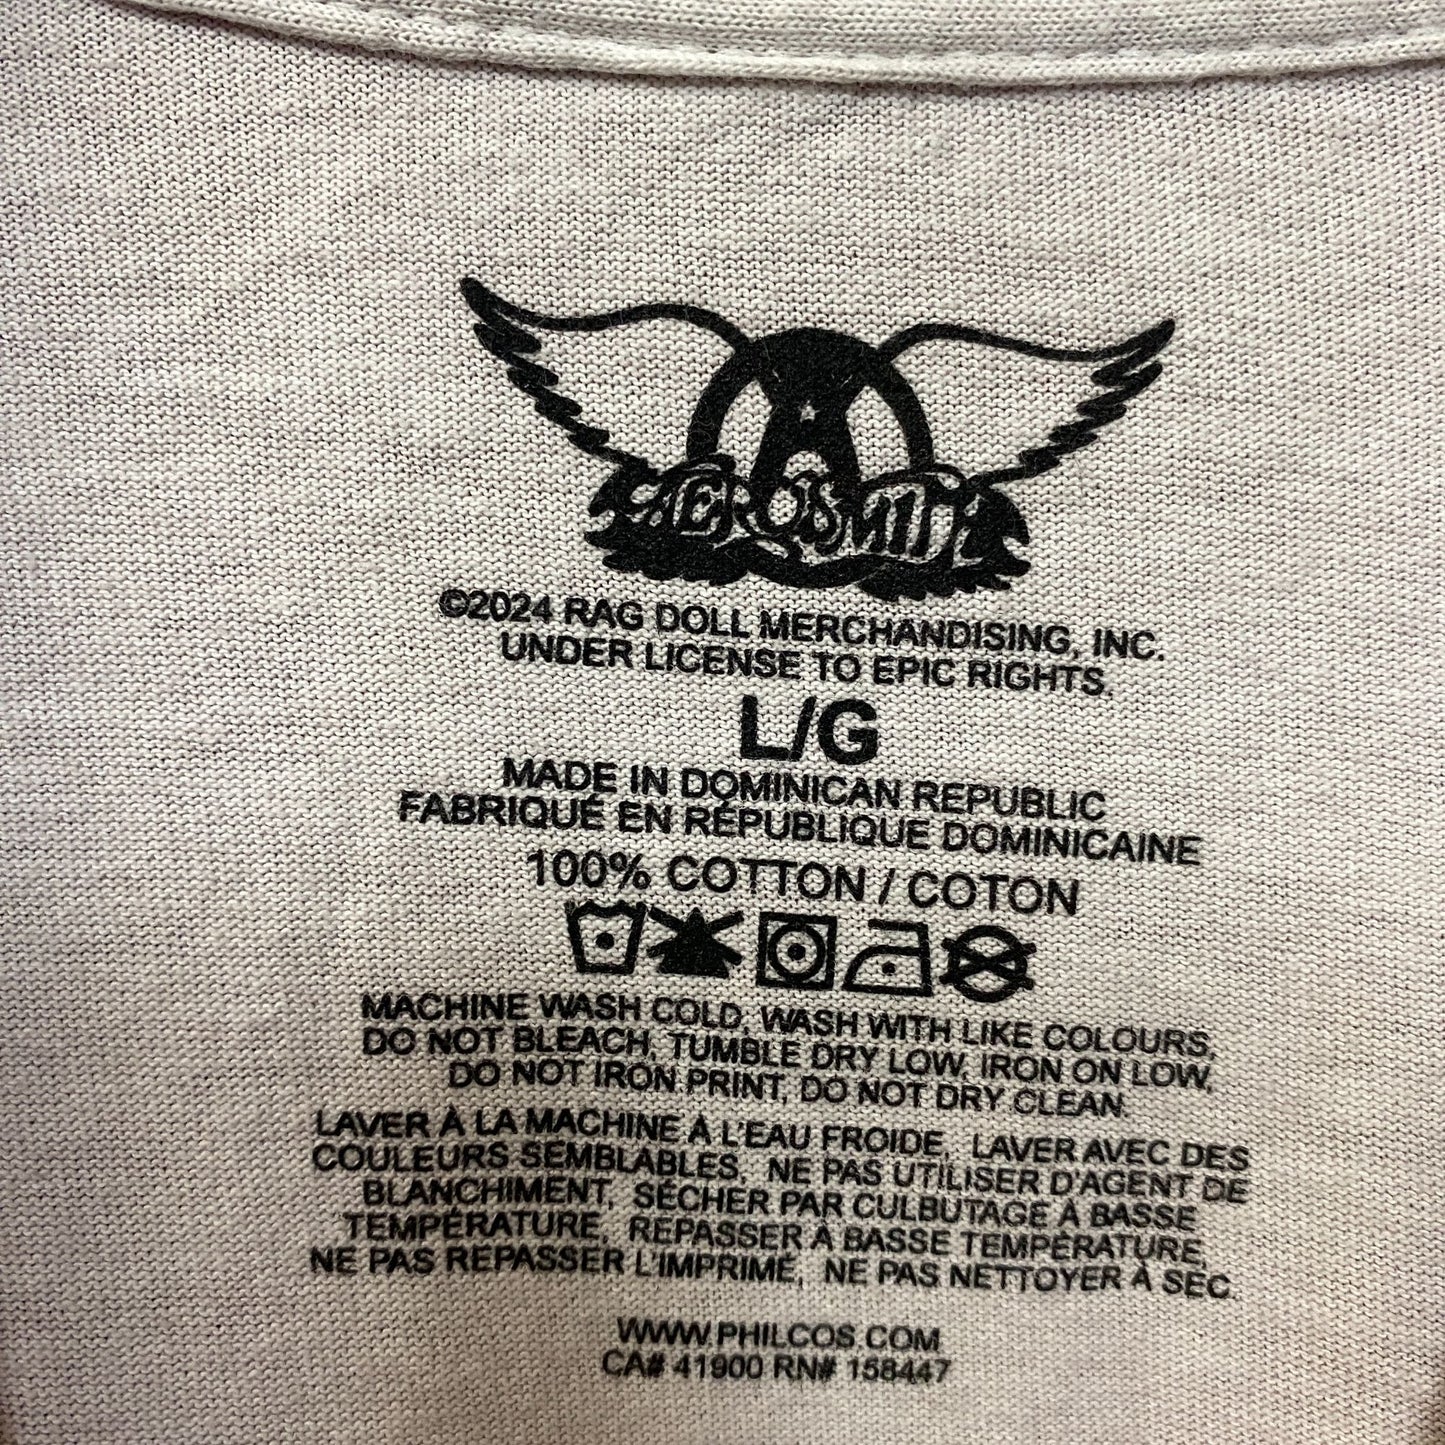 AEROSMITH
©2024 RAG DOLL MERCHANDISING, INC.
UNDER LICENSE TO EPIC RIGHTS.
L/G
MADE IN DOMINICAN REPUBLIC
FABRIQUÉ EN RÉPUBLIQUE DOMINICAINE
100% COTTON / COTON
MACHINE WASH COLD, WASH WITH LIKE COLOURS,
DO NOT BLEACH, TUMBLE DRY LOW, IRON ON LOW,
DO NOT IRON PRINT, DO NOT DRY CLEAN.
LAVER À LA MACHINE À L'EAU FROIDE, LAVER AVEC DES
COULEURS SEMBLABLES, NE PAS UTILISER D'AGENT DE
BLANCHIMENT, SÉCHER PAR CULBUTAGE À BASSE
TEMPÉRATURE, REPASSER À BASSE TEMPÉRATURE,
NE PAS REPASSER L'IMPRIMÉ, NE PAS NETTOYER À SEC.
WWW.PHILCOS.COM
CA# 41900 RN# 158447